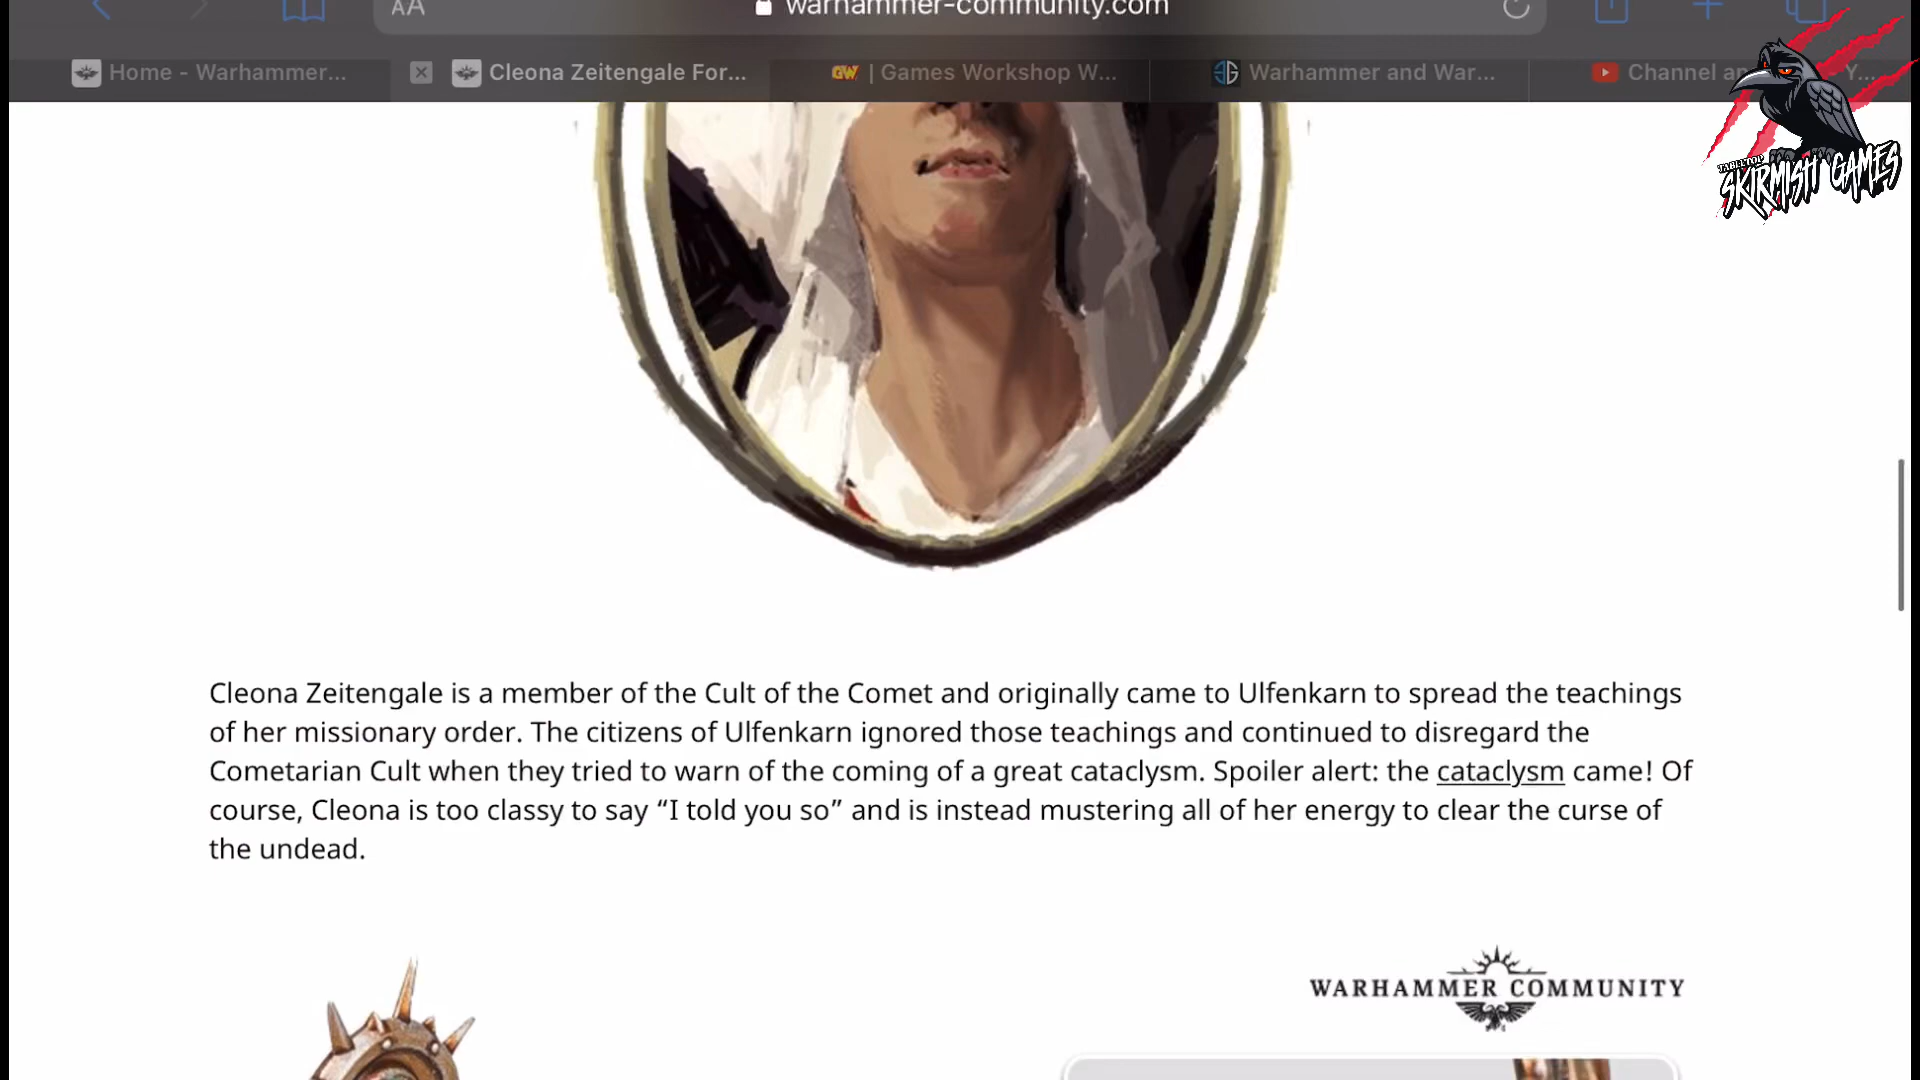 AA
warhammer-community.com
Home - Warhammer...
Cleona Zeitengale For...
GW
| Games Workshop W...
Warhammer and War...
Channel an
Y...
TABLETOP
SKIRMISH GAMES
Cleona Zeitengale is a member of the Cult of the Comet and originally came to Ulfenkarn to spread the teachings
of her missionary order. The citizens of Ulfenkarn ignored those teachings and continued to disregard the
Cometarian Cult when they tried to warn of the coming of a great cataclysm. Spoiler alert: the cataclysm came! Of
course, Cleona is too classy to say “I told you so” and is instead mustering all of her energy to clear the curse of
the undead.
WARHAMMER COMMUNITY